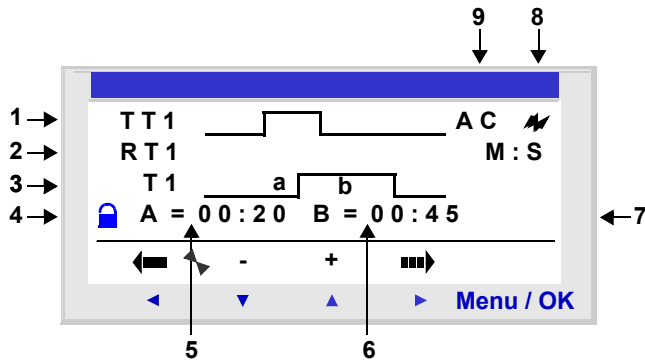 9 8
1 TT1 AC
2 RT1 M:S
3 T1 a b
4 A = 00:20 B = 00:45 7
- +
Menu / OK
5 6